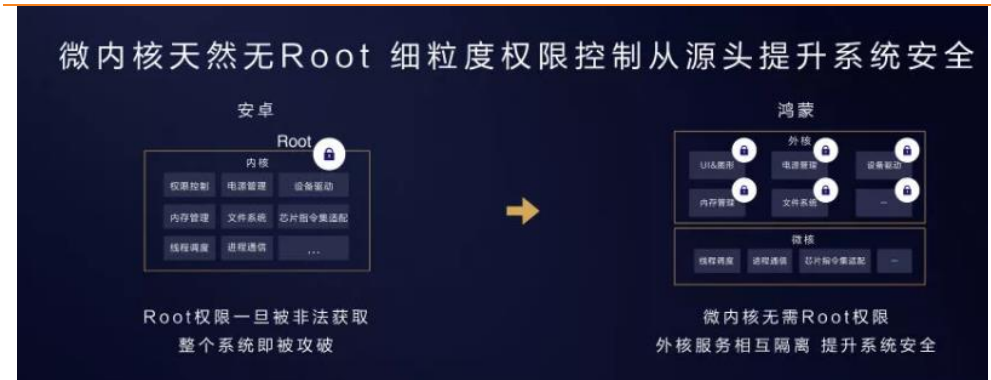 微内核天然无Root 细粒度权限控制从源头提升系统安全
安卓
Root
内核
权限控制 电源管理 设备驱动
内存管理 文件系统 芯片指令集适配
线程调度 进程通信 ...
Root权限一旦被非法获取
整个系统即被攻破
鸿蒙
外核
UI&图形 电源管理 设备驱动
内存管理 文件系统 ...
微核
线程调度 进程通信 芯片指令集适配 ...
微内核无需Root权限
外核服务相互隔离 提升系统安全